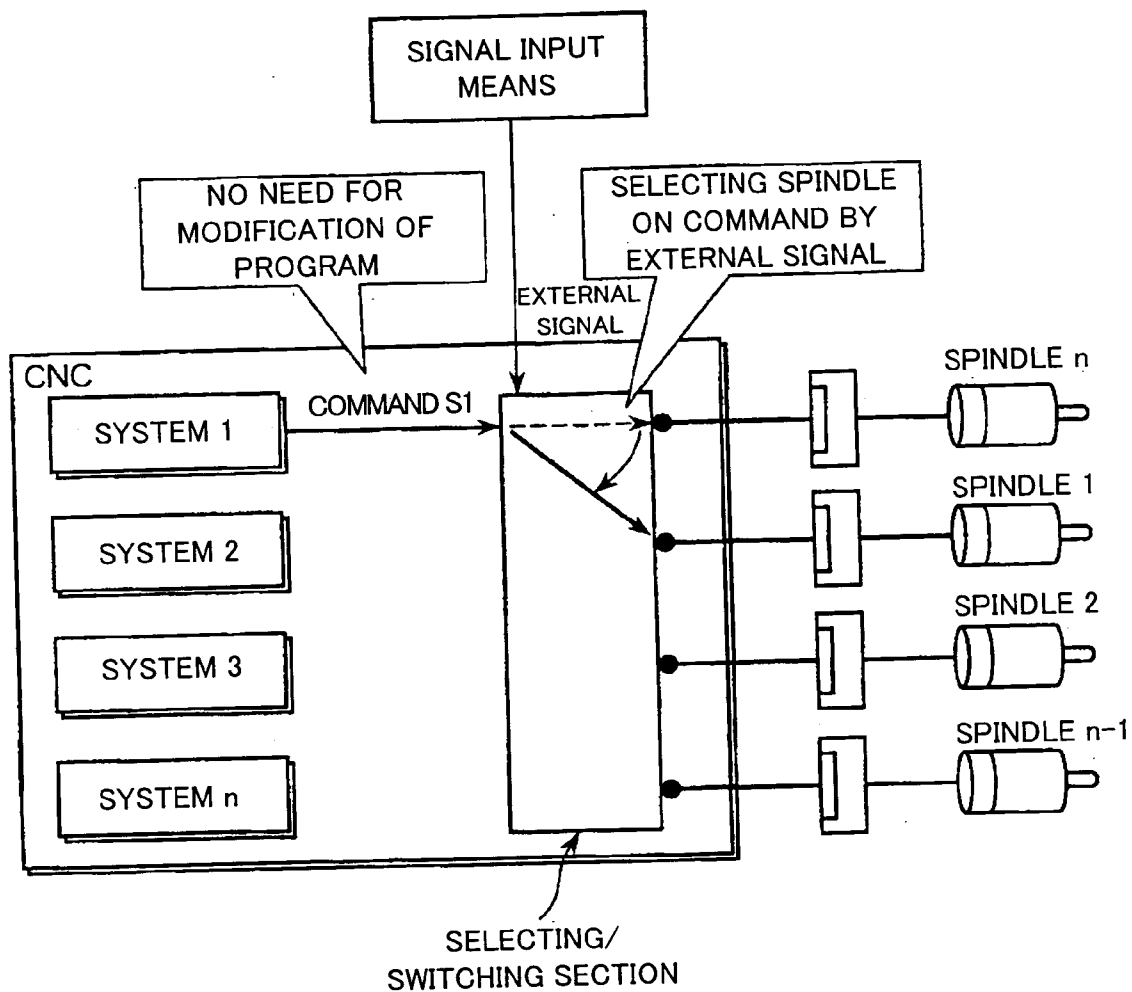 SIGNAL INPUT
MEANS
NO NEED FOR
MODIFICATION OF
PROGRAM
SELECTING SPINDLE
ON COMMAND BY
EXTERNAL SIGNAL
EXTERNAL
SIGNAL
CNC
SYSTEM 1
COMMAND S1
SYSTEM 2
SYSTEM 3
SYSTEM n
SPINDLE n
SPINDLE 1
SPINDLE 2
SPINDLE n-1
SELECTING/
SWITCHING SECTION